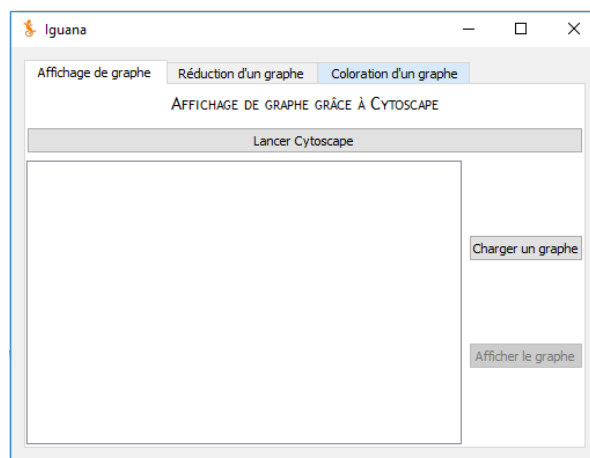 Iguana
Affichage de graphe Réduction d'un graphe Coloration d'un graphe
Affichage de graphe grâce à Cytoscape
Lancer Cytoscape
Charger un graphe
Afficher le graphe